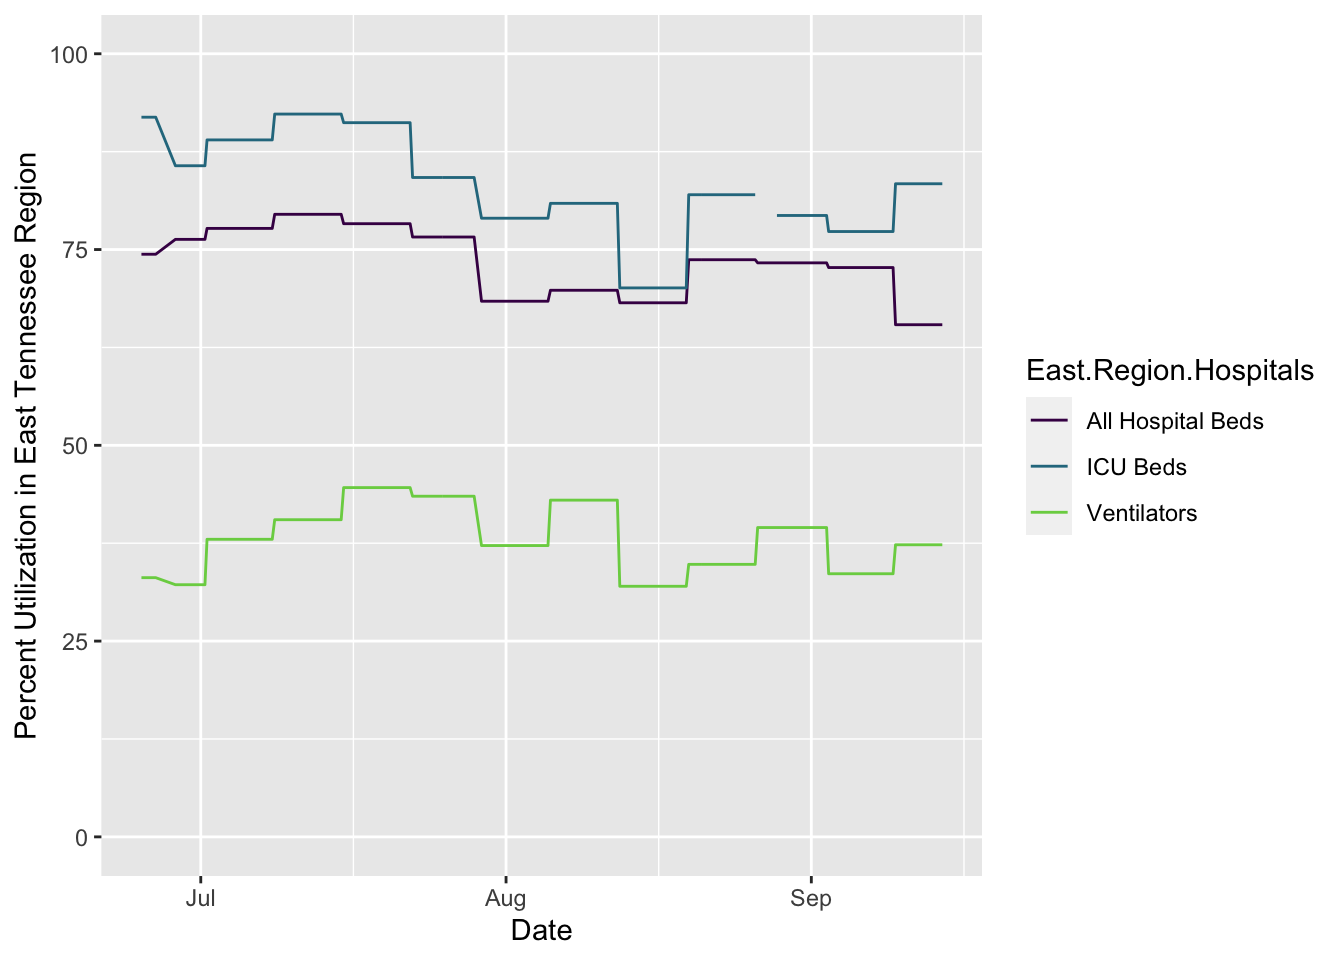 Percent Utilization in East Tennessee Region
100
75
50
25
0
Jul
Aug
Sep
Date
East.Region.Hospitals
All Hospital Beds
ICU Beds
Ventilators